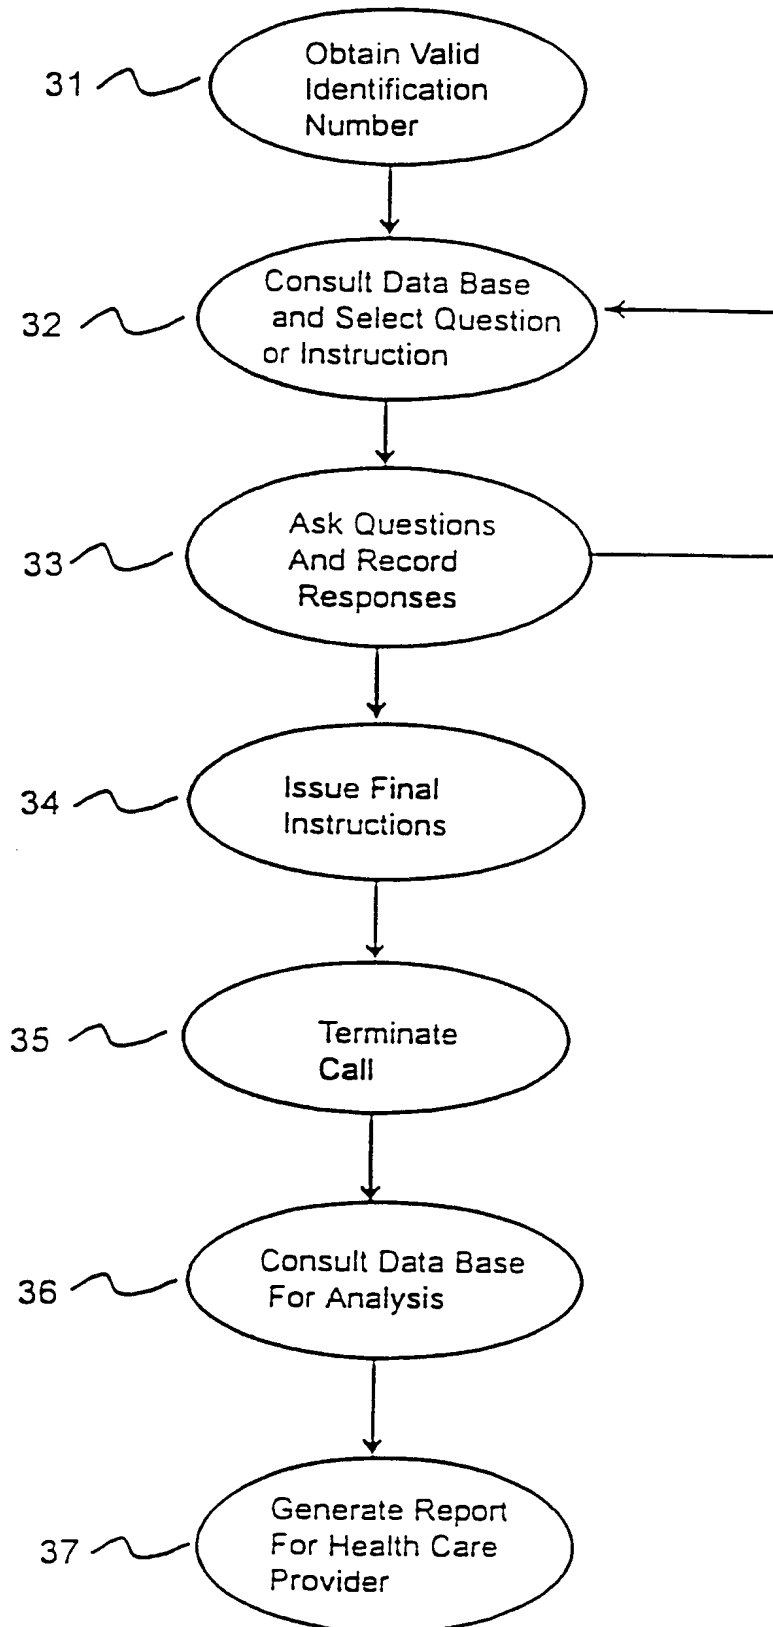 31
Obtain Valid
Identification
Number
32
Consult Data Base
and Select Question
or Instruction
33
Ask Questions
And Record
Responses
34
Issue Final
Instructions
35
Terminate
Call
36
Consult Data Base
For Analysis
37
Generate Report
For Health Care
Provider